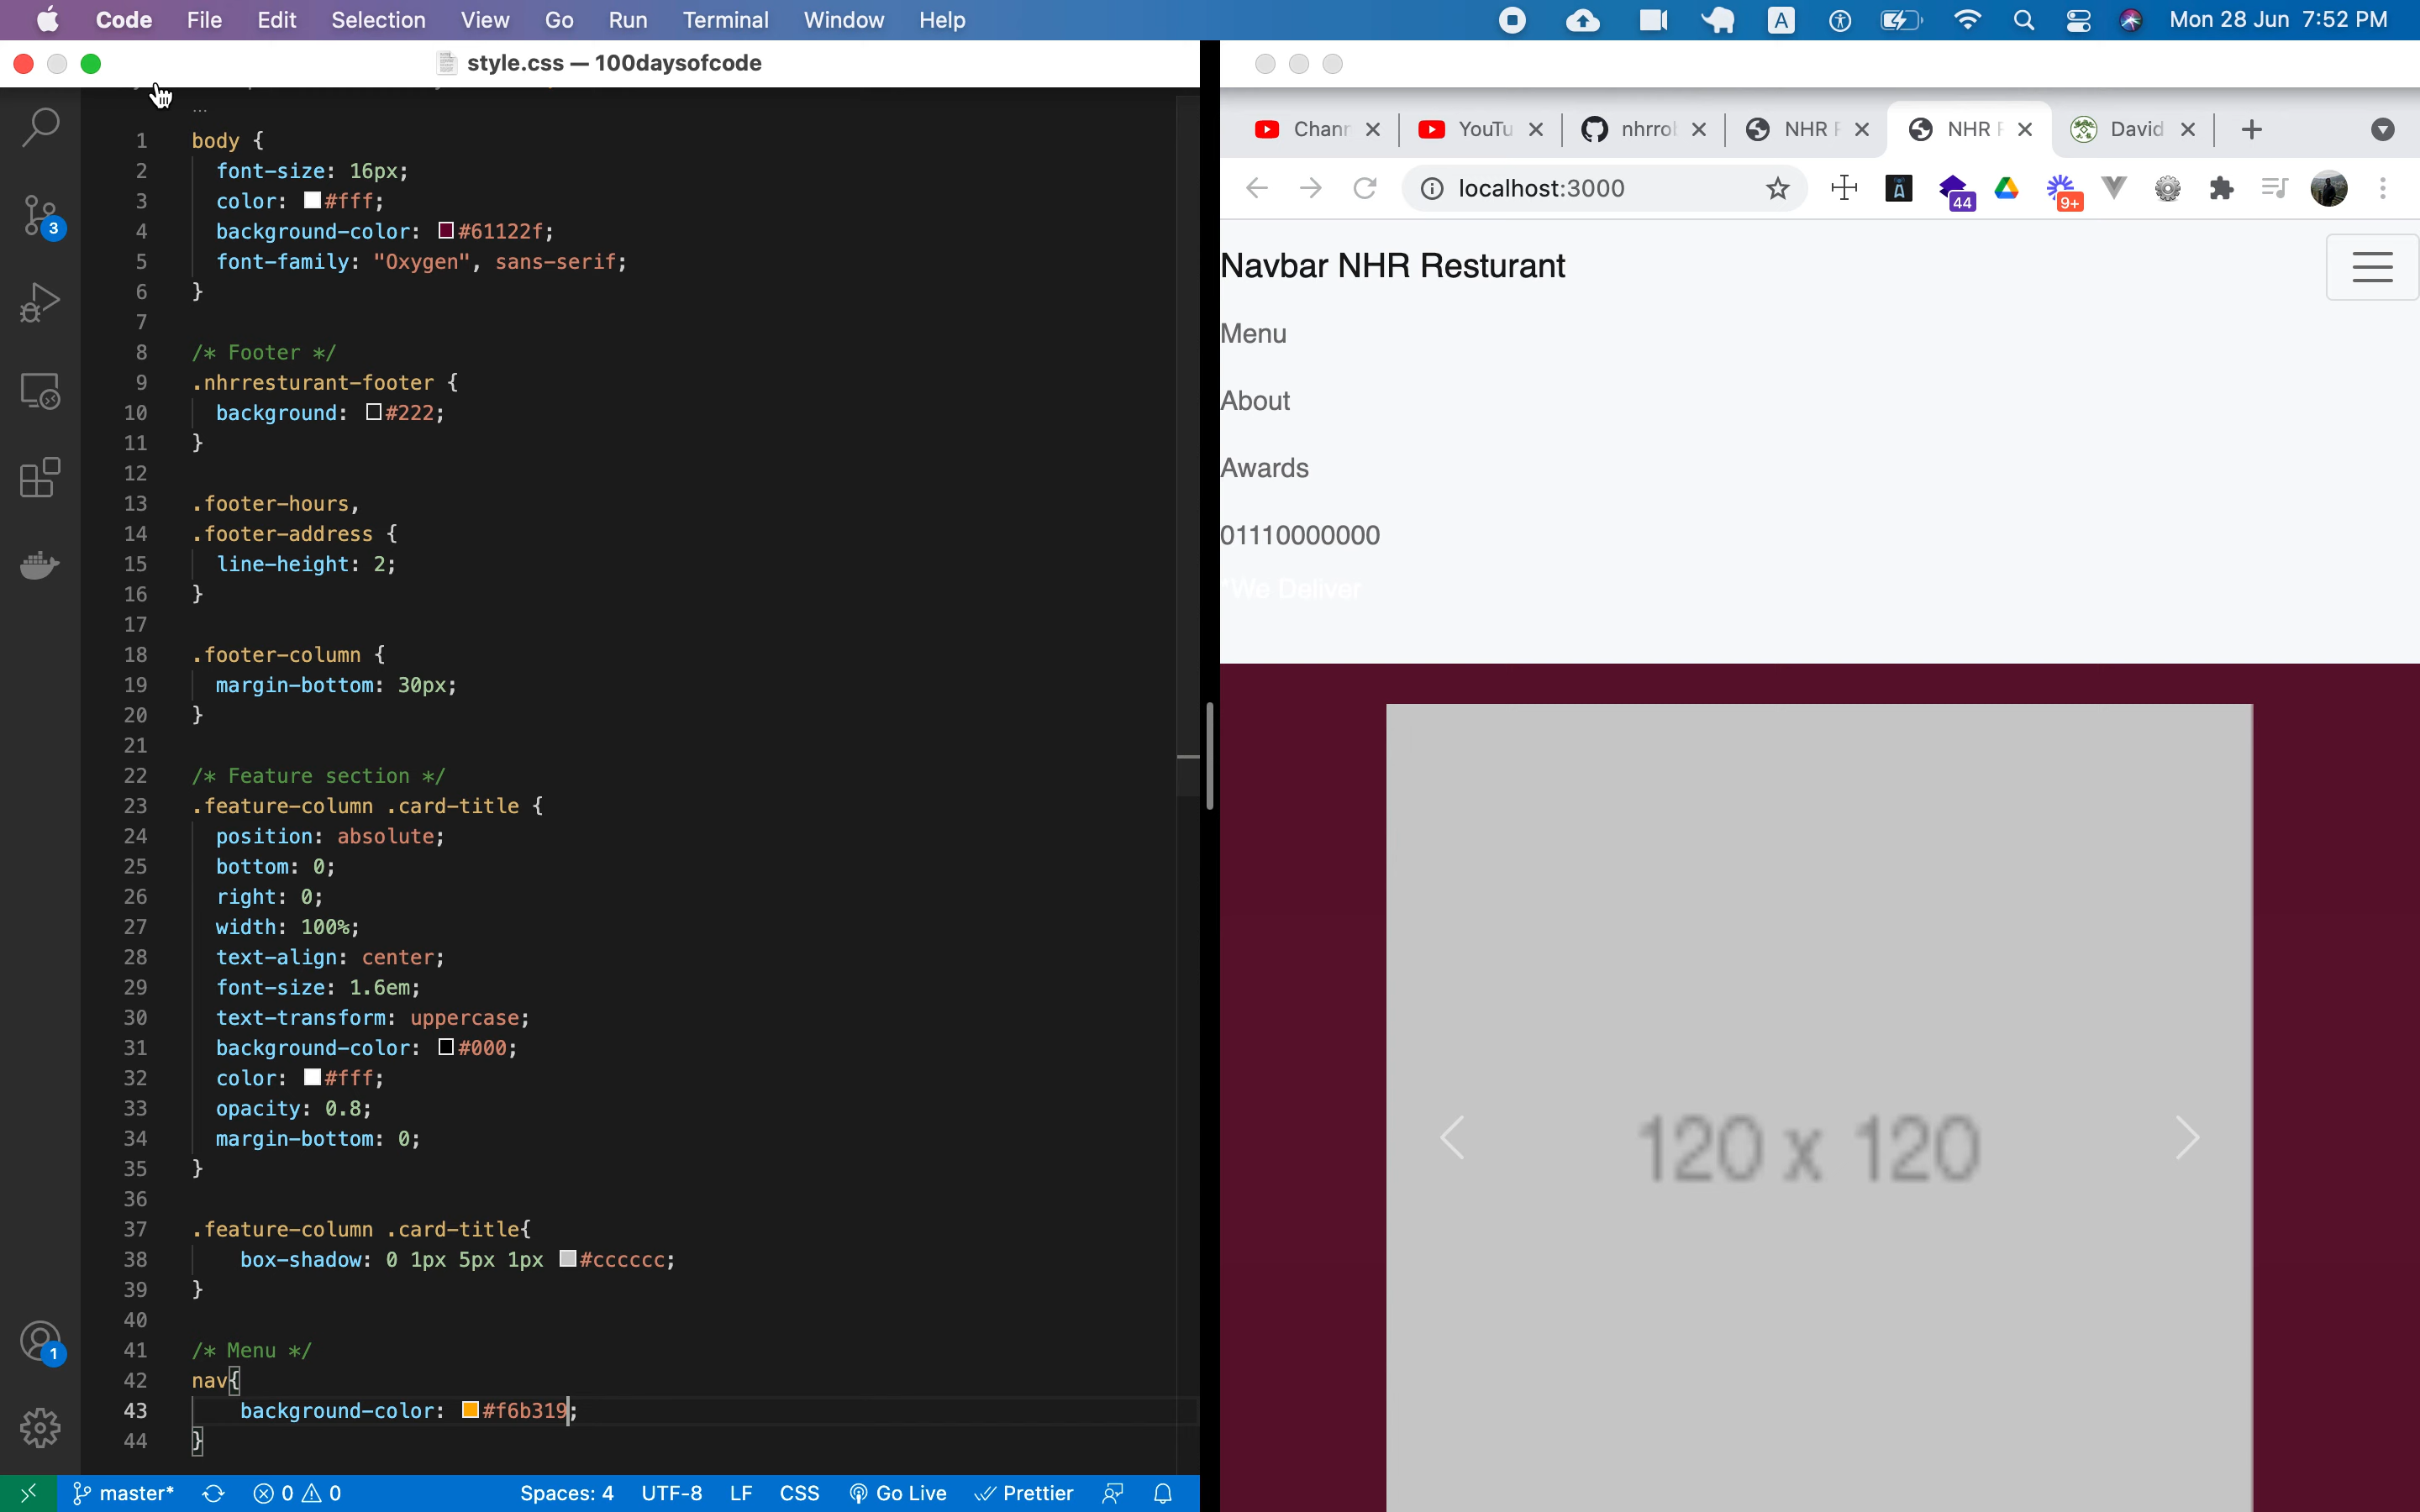 Code File Edit Selection View Go Run Terminal Window Help
A
Mon 28 Jun 7:52 PM
style.css — 100daysofcode
...
1 body {
2 font-size: 16px;
3 color: #fff;
4 background-color: #61122f;
5 font-family: "Oxygen", sans-serif;
6 }
7
8 /* Footer */
9 .nhrresturant-footer {
10 background: #222;
11 }
12
13 .footer-hours,
14 .footer-address {
15 line-height: 2;
16 }
17
18 .footer-column {
19 margin-bottom: 30px;
20 }
21
22 /* Feature section */
23 .feature-column .card-title {
24 position: absolute;
25 bottom: 0;
26 right: 0;
27 width: 100%;
28 text-align: center;
29 font-size: 1.6em;
30 text-transform: uppercase;
31 background-color: #000;
32 color: #fff;
33 opacity: 0.8;
34 margin-bottom: 0;
35 }
36
37 .feature-column .card-title{
38 box-shadow: 0 1px 5px 1px #cccccc;
39 }
40
41 /* Menu */
42 nav{
43 background-color: #f6b319;
44 }
3
1
master* 0 0 Spaces: 4 UTF-8 LF CSS Go Live Prettier
Chann YouTu nhrro NHR NHR David
localhost:3000
44 9+
Navbar NHR Resturant
Menu
About
Awards
01110000000
*We Deliver
120 x 120